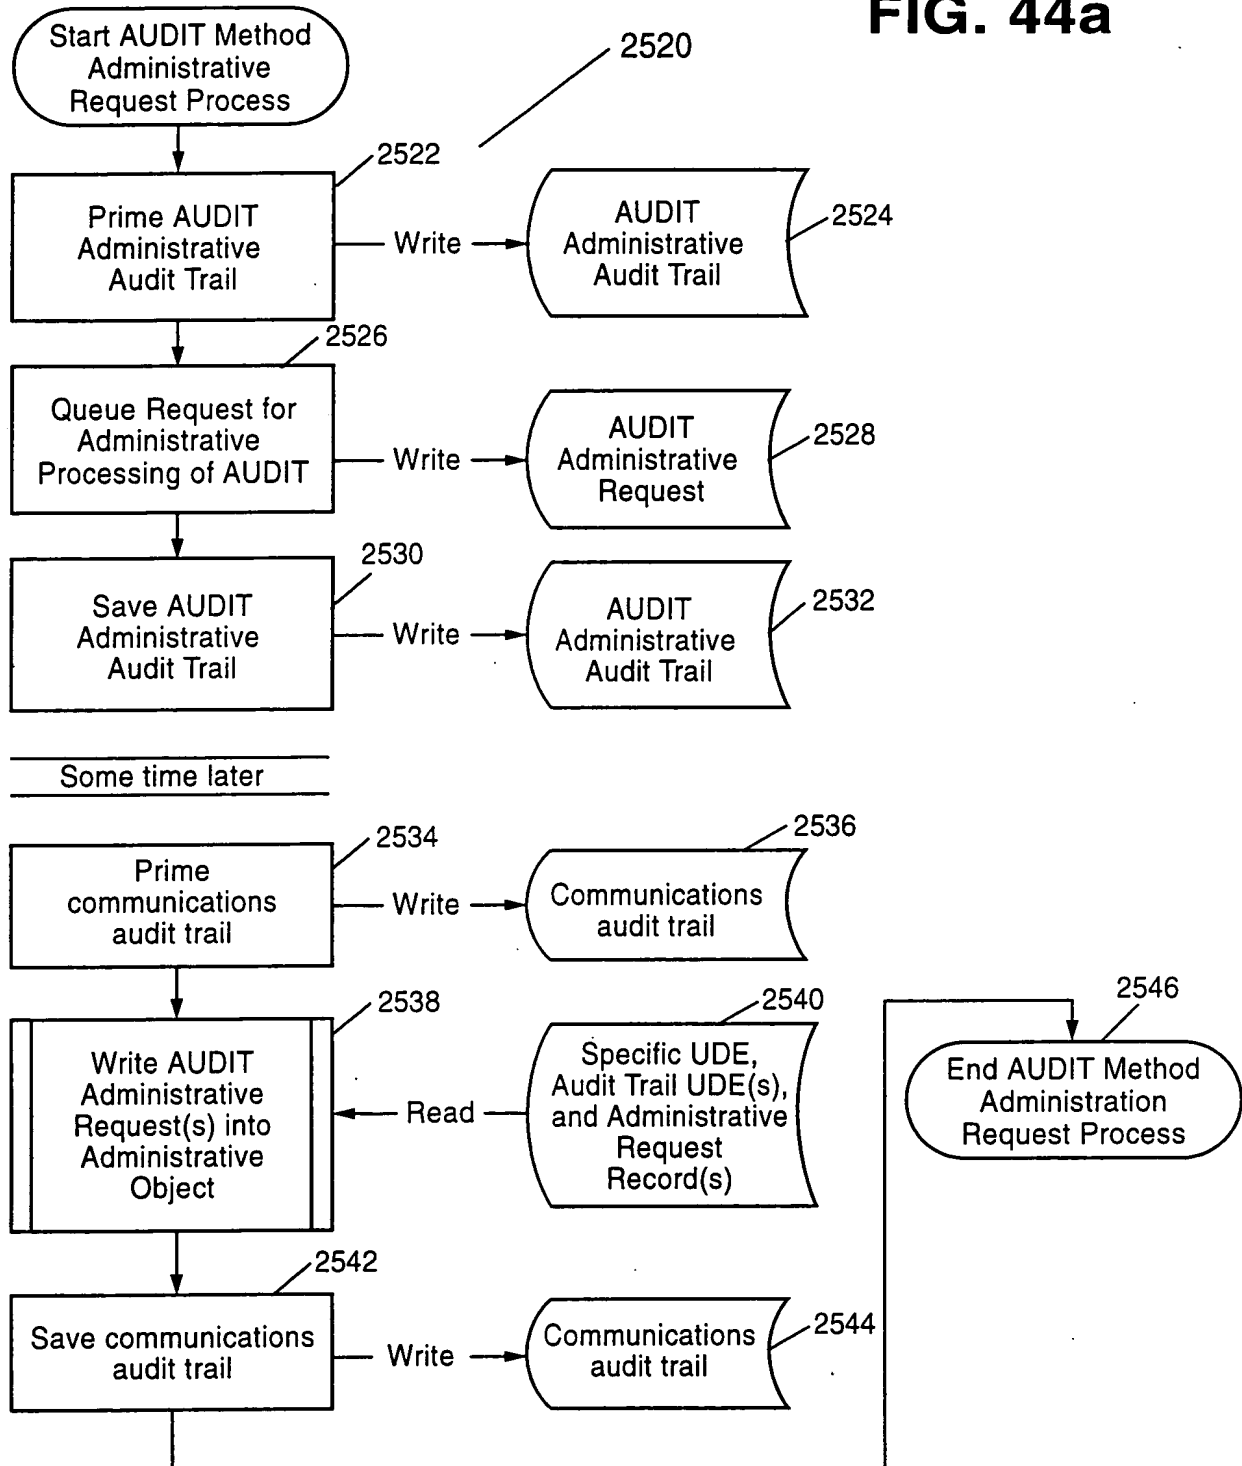 FIG. 44a
Start AUDIT Method
Administrative
Request Process
2520
2522
Prime AUDIT
Administrative
Audit Trail
Write
AUDIT
Administrative
Audit Trail
2524
2526
Queue Request for
Administrative
Processing of AUDIT
Write
AUDIT
Administrative
Request
2528
2530
Save AUDIT
Administrative
Audit Trail
Write
AUDIT
Administrative
Audit Trail
2532
Some time later
2534
Prime
communications
audit trail
Write
2536
Communications
audit trail
2538
Write AUDIT
Administrative
Request(s) into
Administrative
Object
Read
2540
Specific UDE,
Audit Trail UDE(s),
and Administrative
Request
Record(s)
2542
Save communications
audit trail
Write
Communications
audit trail
2544
2546
End AUDIT Method
Administration
Request Process